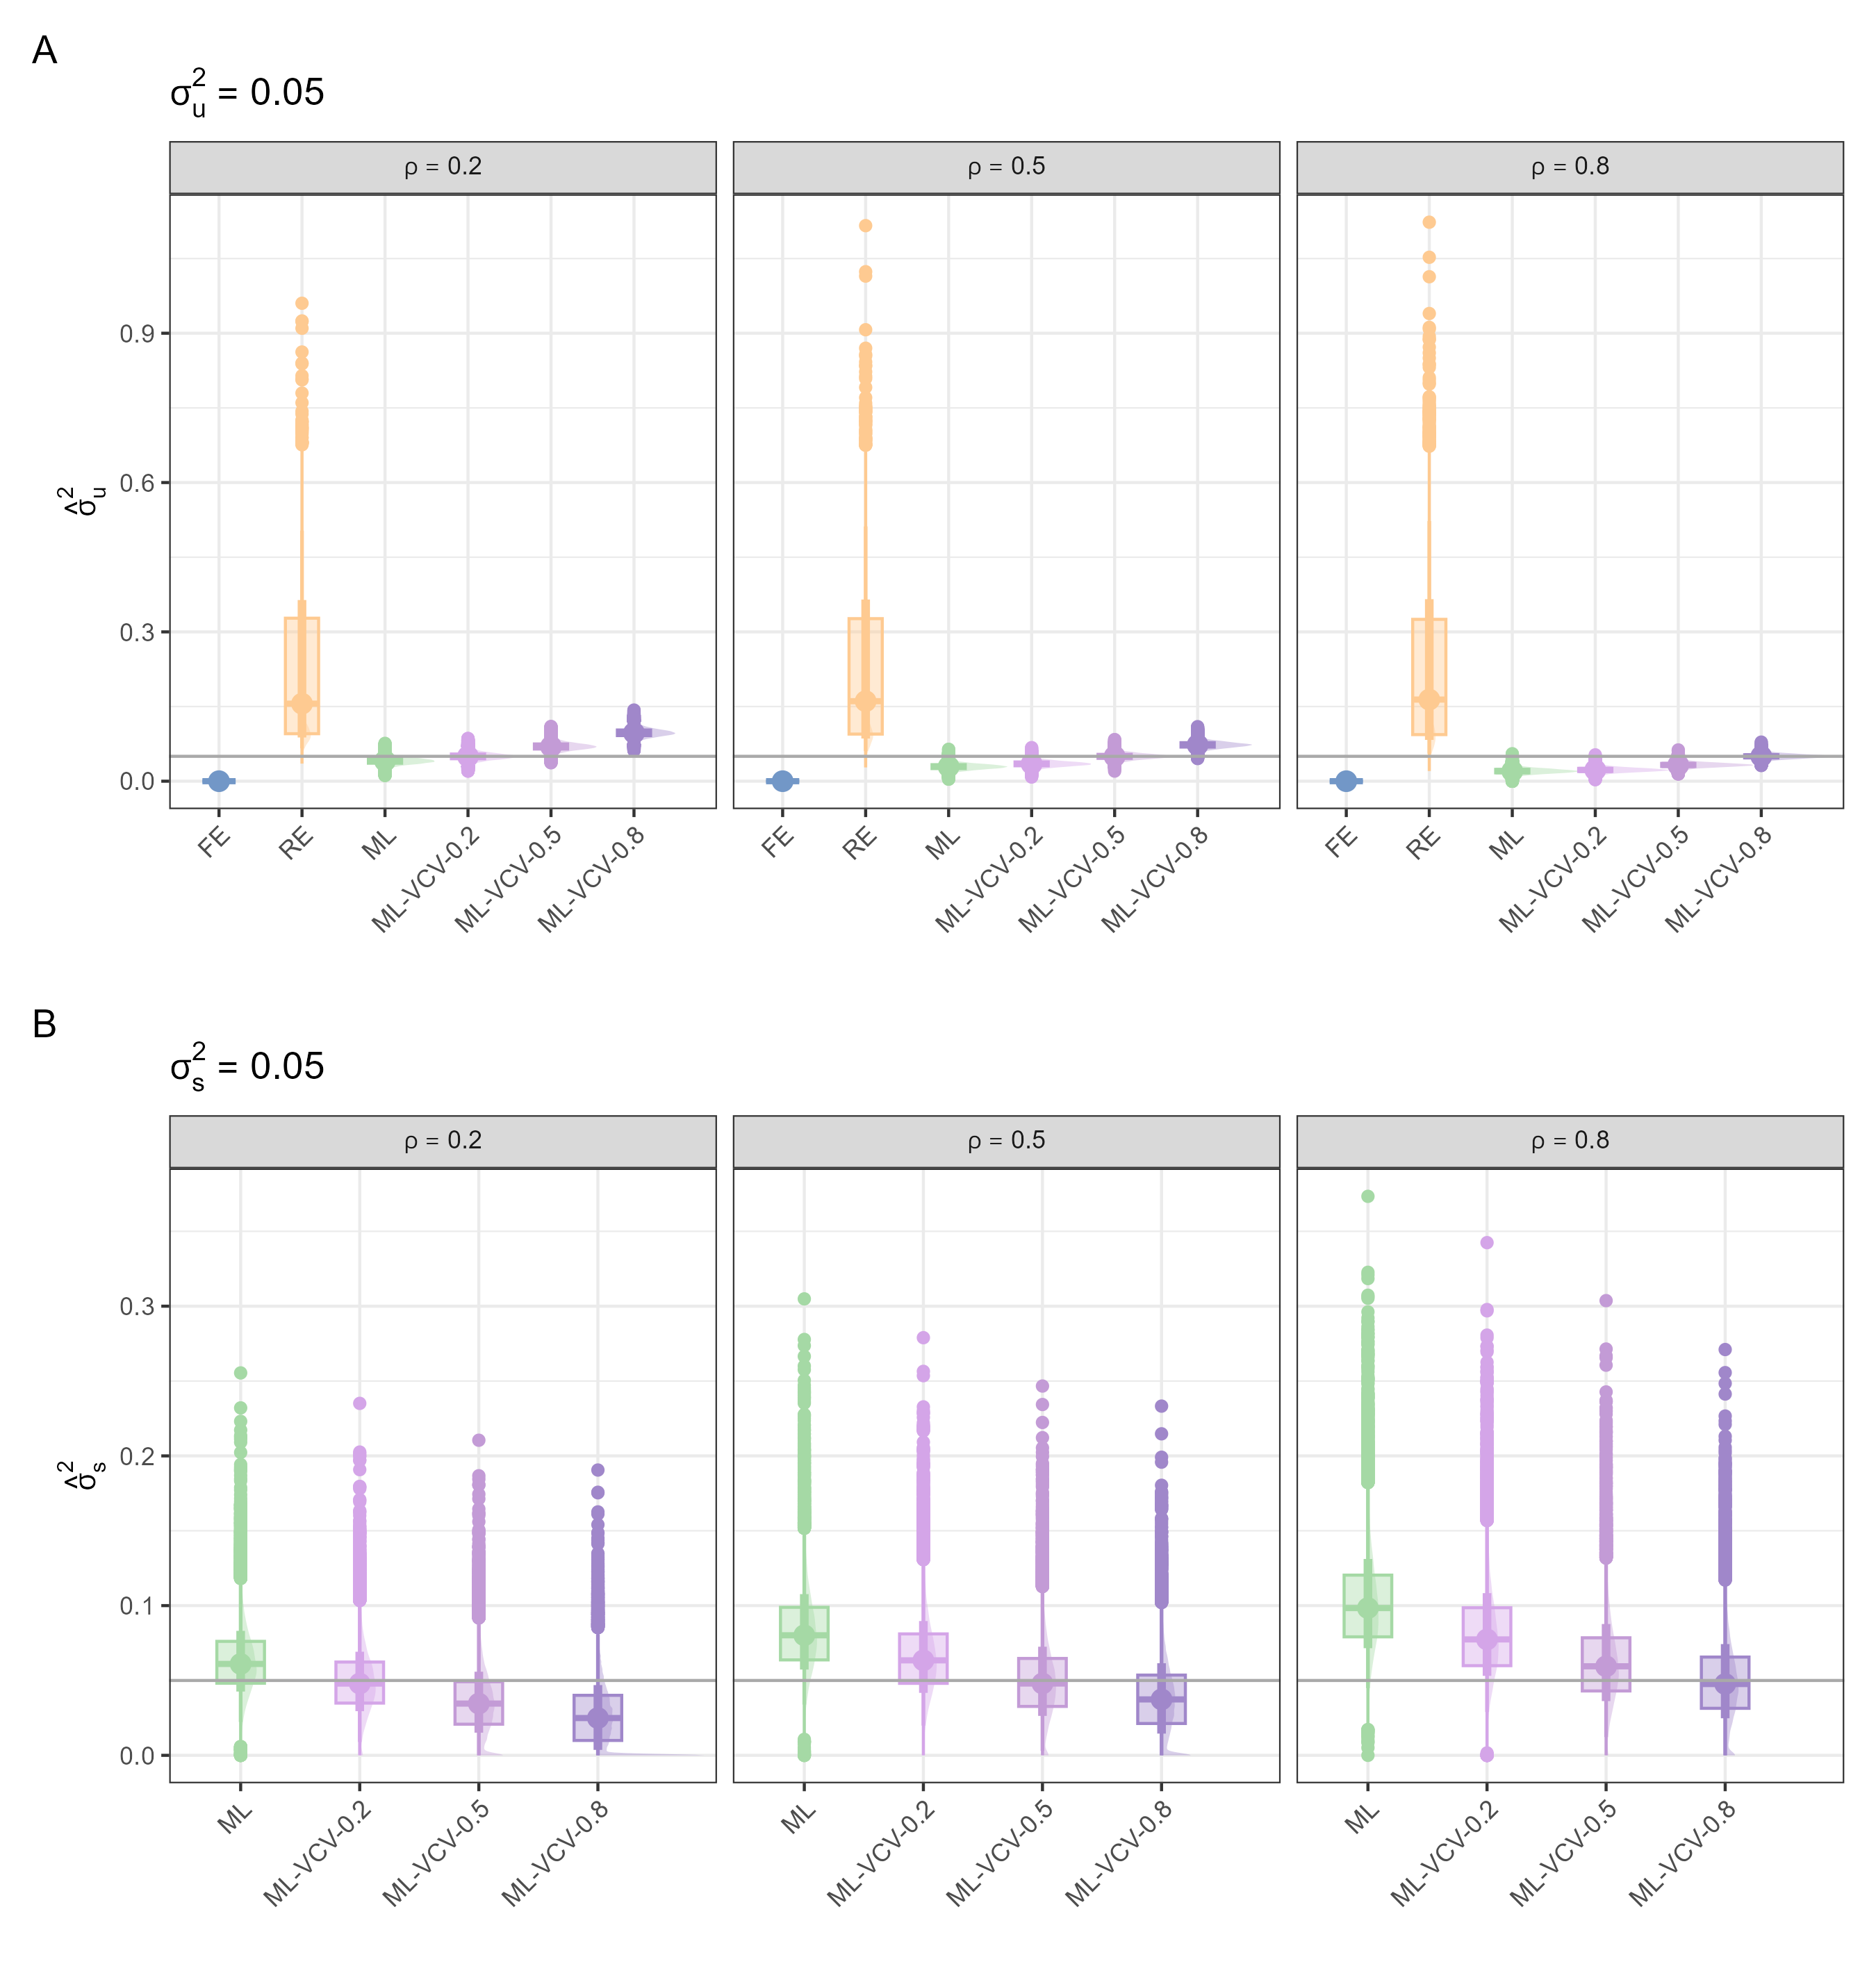 A
σ²ᵤ = 0.05
ρ = 0.2 ρ = 0.5 ρ = 0.8
σ̂²ᵤ
0.9
0.6
0.3
0.0
FE RE ML ML-VCV-0.2 ML-VCV-0.5 ML-VCV-0.8 FE RE ML ML-VCV-0.2 ML-VCV-0.5 ML-VCV-0.8 FE RE ML ML-VCV-0.2 ML-VCV-0.5 ML-VCV-0.8
B
σ²ₛ = 0.05
ρ = 0.2 ρ = 0.5 ρ = 0.8
σ̂²ₛ
0.3
0.2
0.1
0.0
ML ML-VCV-0.2 ML-VCV-0.5 ML-VCV-0.8 ML ML-VCV-0.2 ML-VCV-0.5 ML-VCV-0.8 ML ML-VCV-0.2 ML-VCV-0.5 ML-VCV-0.8